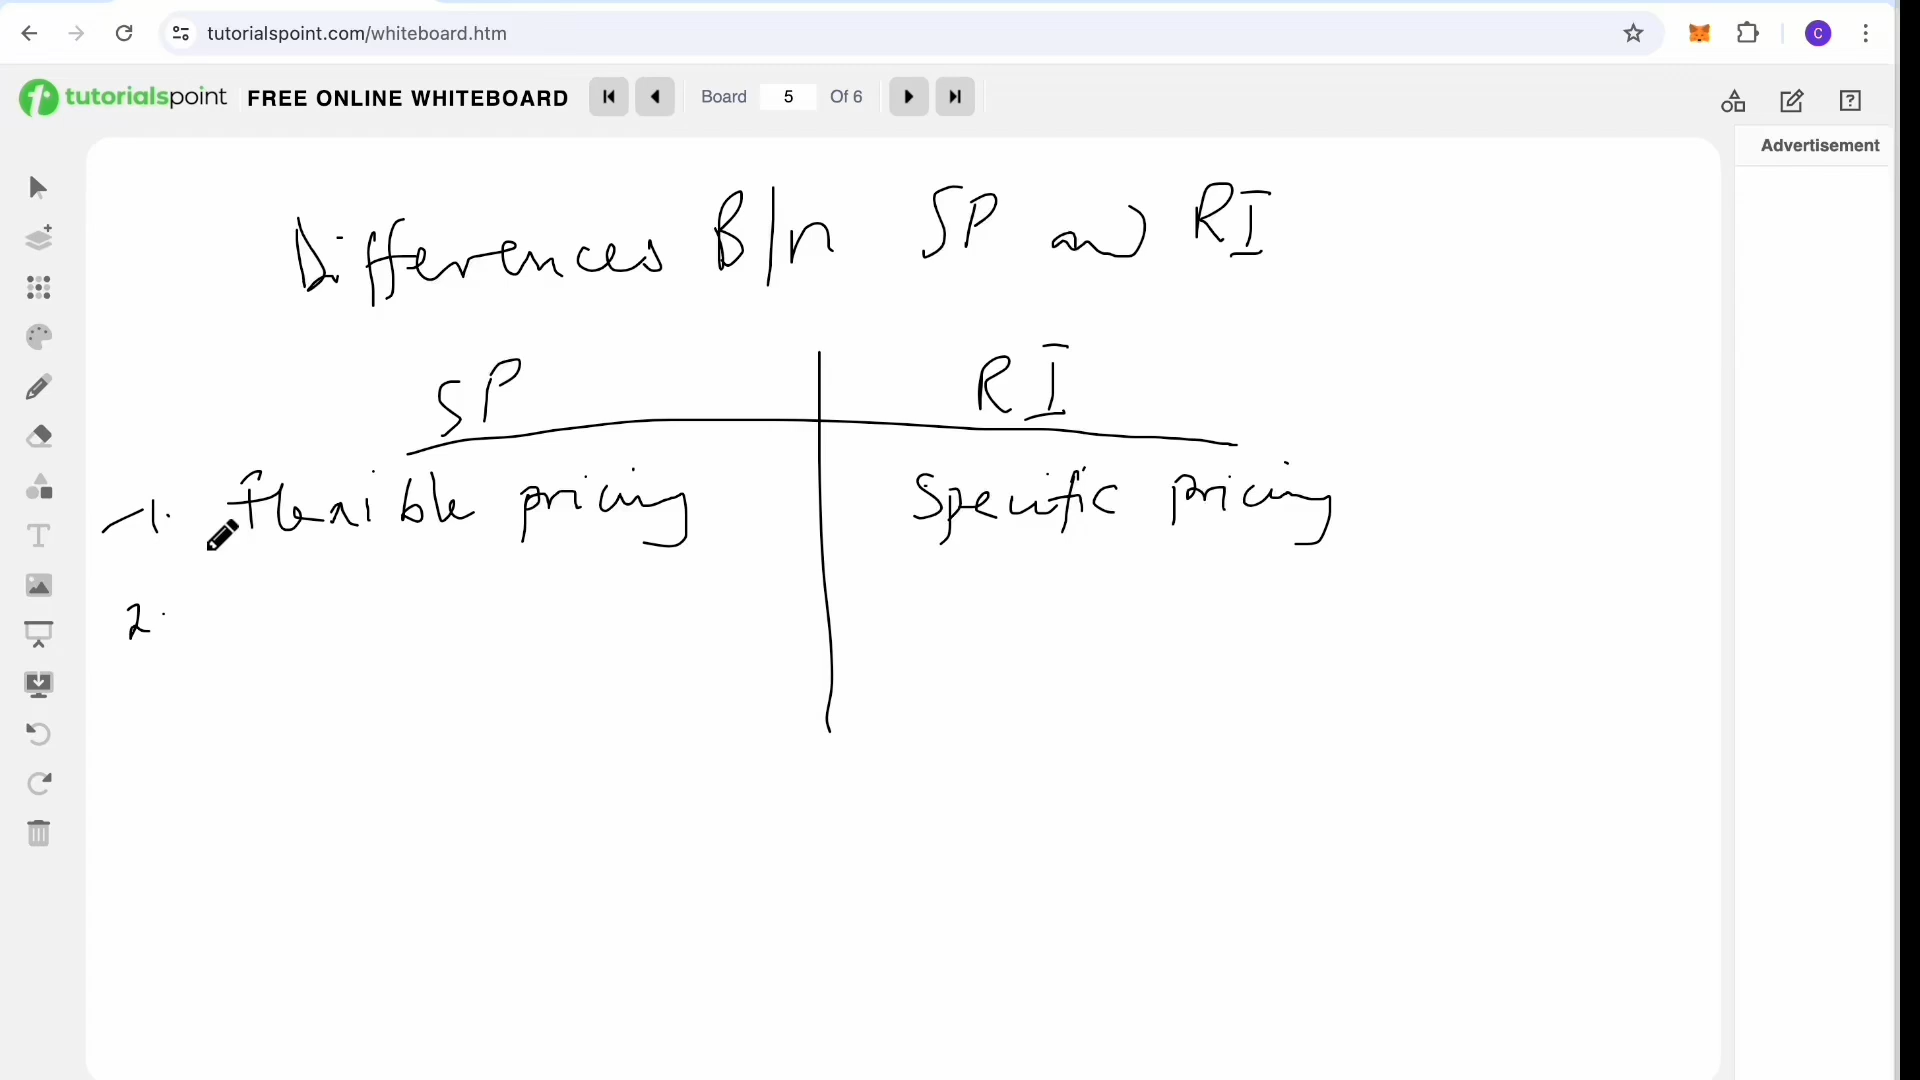 tutorialspoint.com/whiteboard.htm
C
tutorialspoint FREE ONLINE WHITEBOARD Board 5 Of 6
Advertisement
Differences B/n SP and RI
SP RI
1. flexible pricing Specific pricing
2.